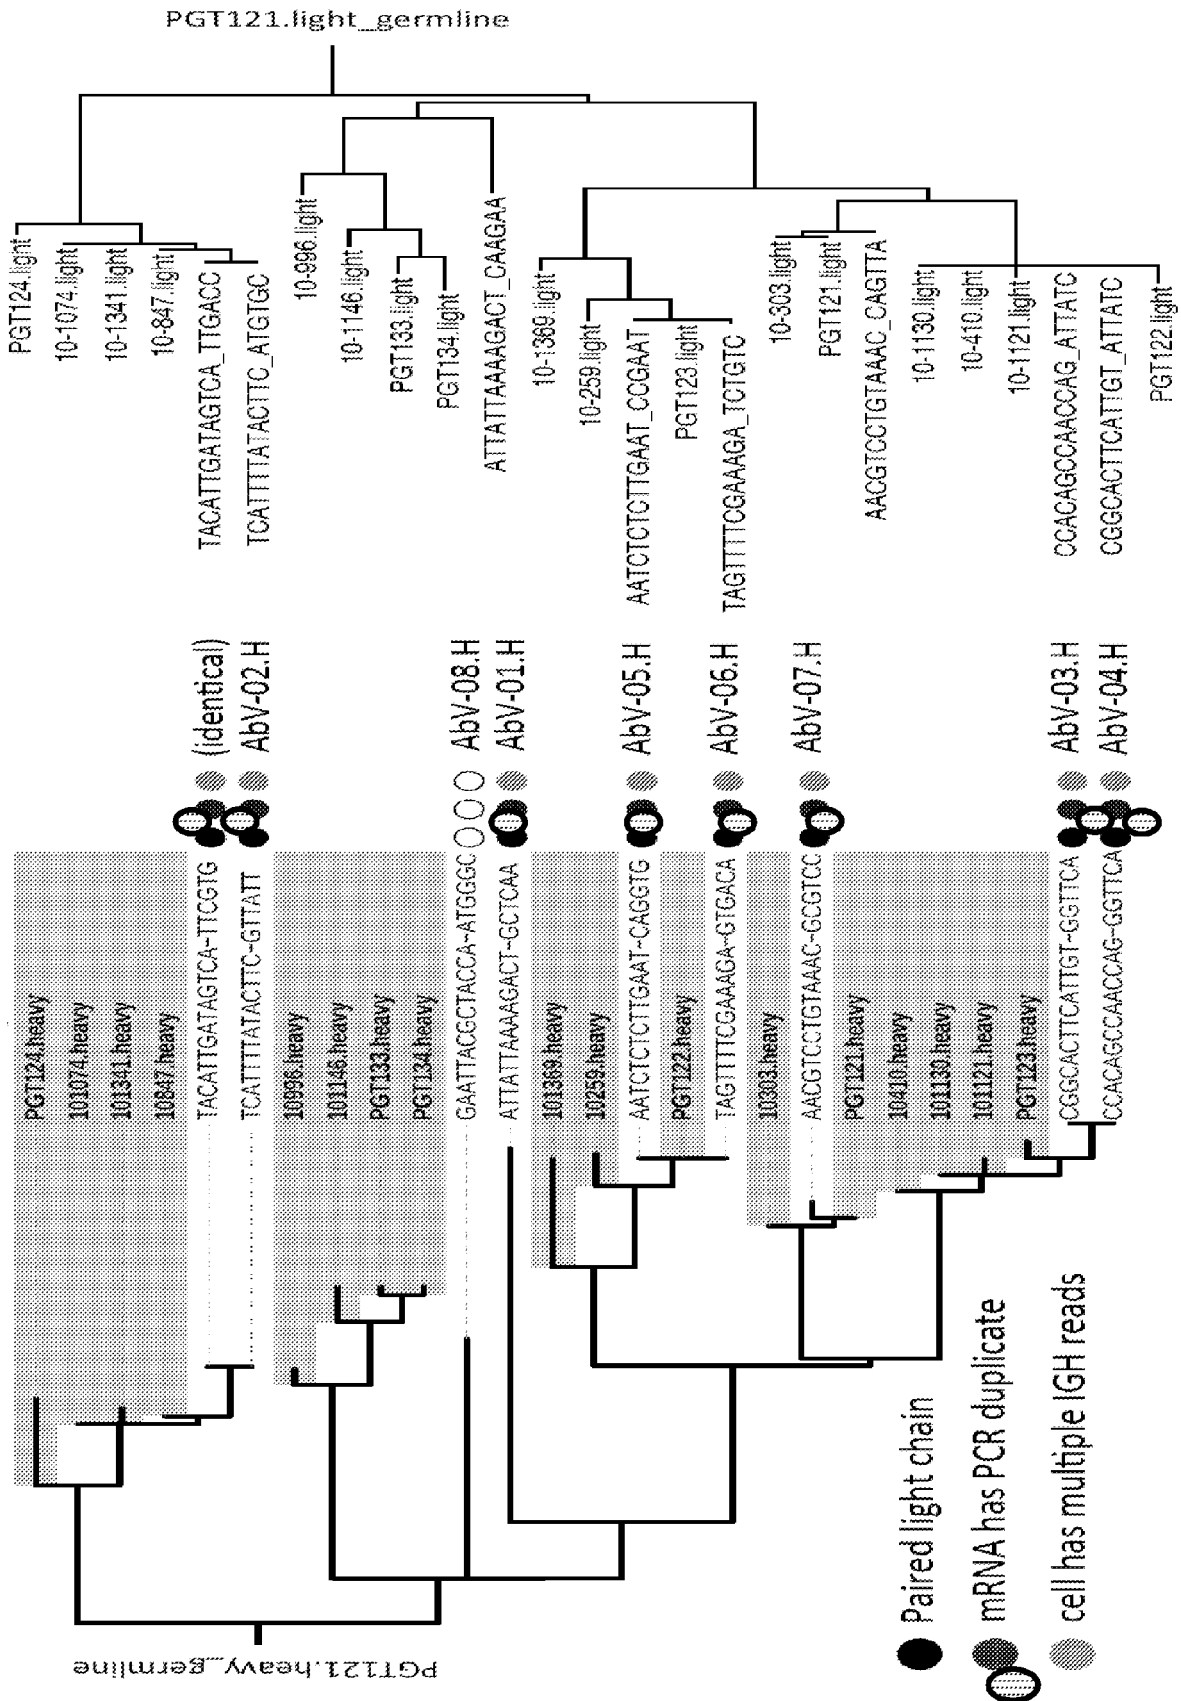 PGT121.light_germline
PGT124.light
10-1074.light
10-1341.light
10-847.light
TACATTGATAGTCA_TTGACC
TCATTTTATACTTC_ATGTGC
10-996.light
10-1146.light
PGT133.light
PGT134.light
ATTATTAAAAGACT_CAAGAA
10-1369.light
10-259.light
AATCTCTCTTGAAT_CCGAAT
PGT123.light
TAGTTTTCGAAAGA_TCTGTC
10-303.light
PGT121.light
AACGTCCTGTAAAC_CAGTTA
10-1130.light
10-410.light
10-1121.light
CCACAGCCAACCAG_ATTATC
CGGCACTTCATTGT_ATTATC
PGT122.light
(identical)
AbV-02.H
AbV-08.H
AbV-01.H
AbV-05.H
AbV-06.H
AbV-07.H
AbV-03.H
AbV-04.H
PGT124.heavy
101074.heavy
101341.heavy
10847.heavy
TACATTGATAGTCA-TTCGTG
TCATTTTATACTTC-GTTATT
10996.heavy
101146.heavy
PGT133.heavy
PGT134.heavy
GAATTACGCTACCA-ATGGGC
ATTATTAAAAGACT-GCTCAA
101369.heavy
10259.heavy
AATCTCTCTTGAAT-CAGGTG
PGT122.heavy
TAGTTTTCGAAAGA-GTGACA
10303.heavy
AACGTCCTGTAAAC-GCGTCC
PGT121.heavy
10410.heavy
101130.heavy
101121.heavy
PGT123.heavy
CGGCACTTCATTGT-GGTTCA
CCACAGCCAACCAG-GGTTCA
PGT121.heavy_germline
Paired light chain
mRNA has PCR duplicate
cell has multiple IGH reads